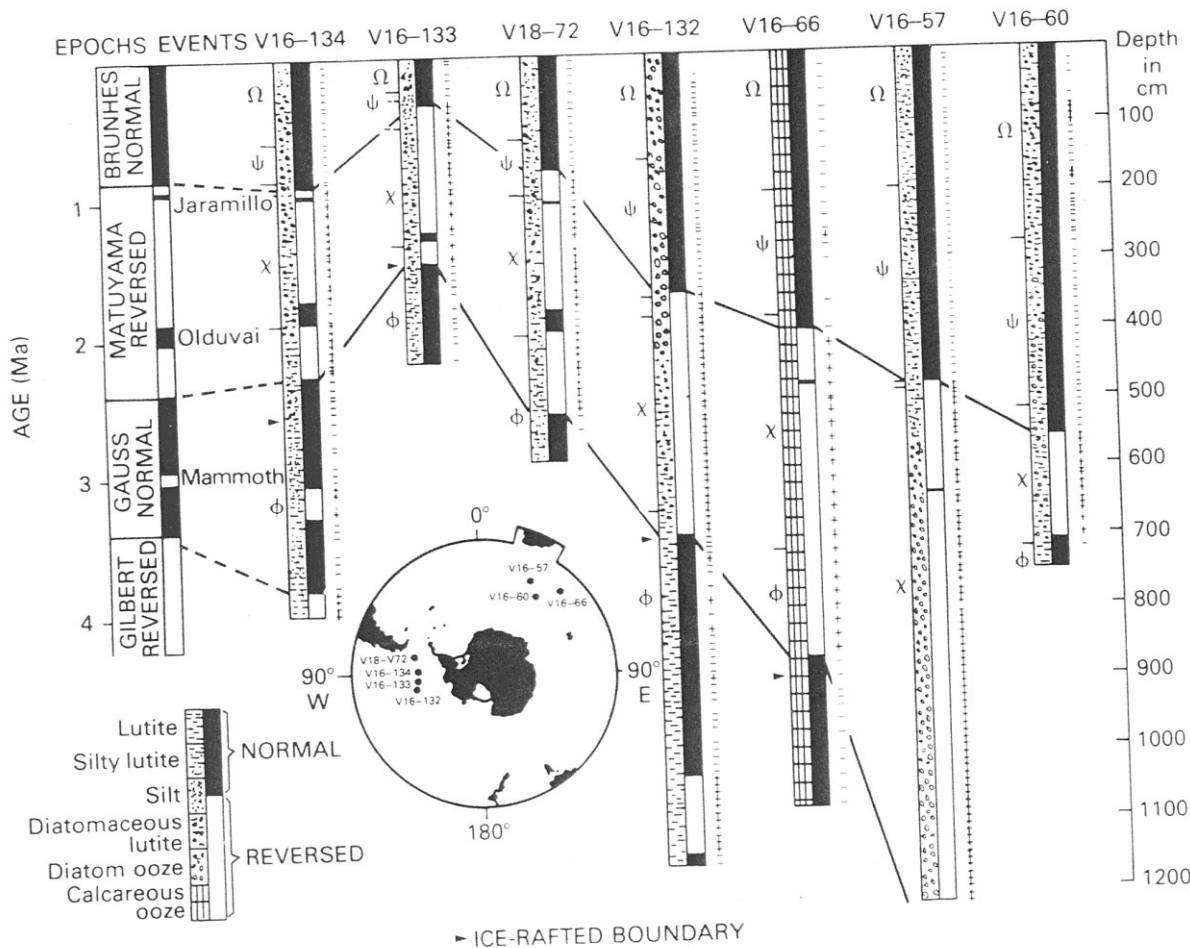 EPOCHS EVENTS V16–134 V16–133 V18–72 V16–132 V16–66 V16–57 V16–60 Depth
in
cm
BRUNHES
NORMAL
MATUYAMA
REVERSED
GAUSS
NORMAL
GILBERT
REVERSED
AGE (Ma)
1
2
3
4
Jaramillo
Olduvai
Mammoth
Ω
ψ
χ
φ
Ω
ψ
χ
φ
Ω
ψ
χ
φ
Ω
ψ
χ
φ
Ω
ψ
χ
φ
Ω
ψ
χ
Ω
ψ
χ
φ
100
200
300
400
500
600
700
800
900
1000
1100
1200
0°
V16–57
V16–60 V16–66
V18–V72
V16–134
V16–133
V16–132
90°
W
90°
E
180°
Lutite
Silty lutite
Silt
Diatomaceous
lutite
Diatom ooze
Calcareous
ooze
NORMAL
REVERSED
► ICE-RAFTED BOUNDARY